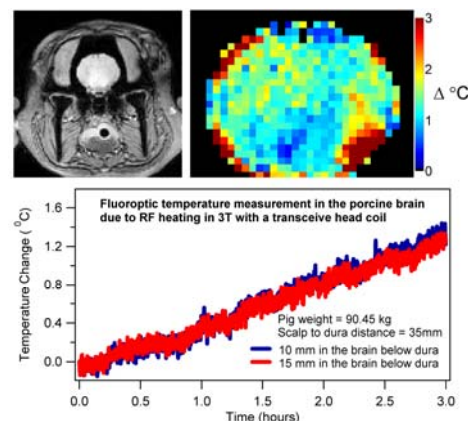 3
2
1
0
Δ °C
Fluoroptic temperature measurement in the porcine brain
due to RF heating in 3T with a transceive head coil
Temperature Change ( °C)
1.6
1.2
0.8
0.4
0.0
Pig weight = 90.45 kg
Scalp to dura distance = 35mm
10 mm in the brain below dura
15 mm in the brain below dura
0.0 0.5 1.0 1.5 2.0 2.5 3.0
Time (hours)